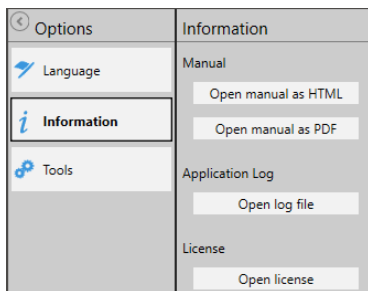 Options
Language
Information
Tools
Information
Manual
Open manual as HTML
Open manual as PDF
Application Log
Open log file
License
Open license